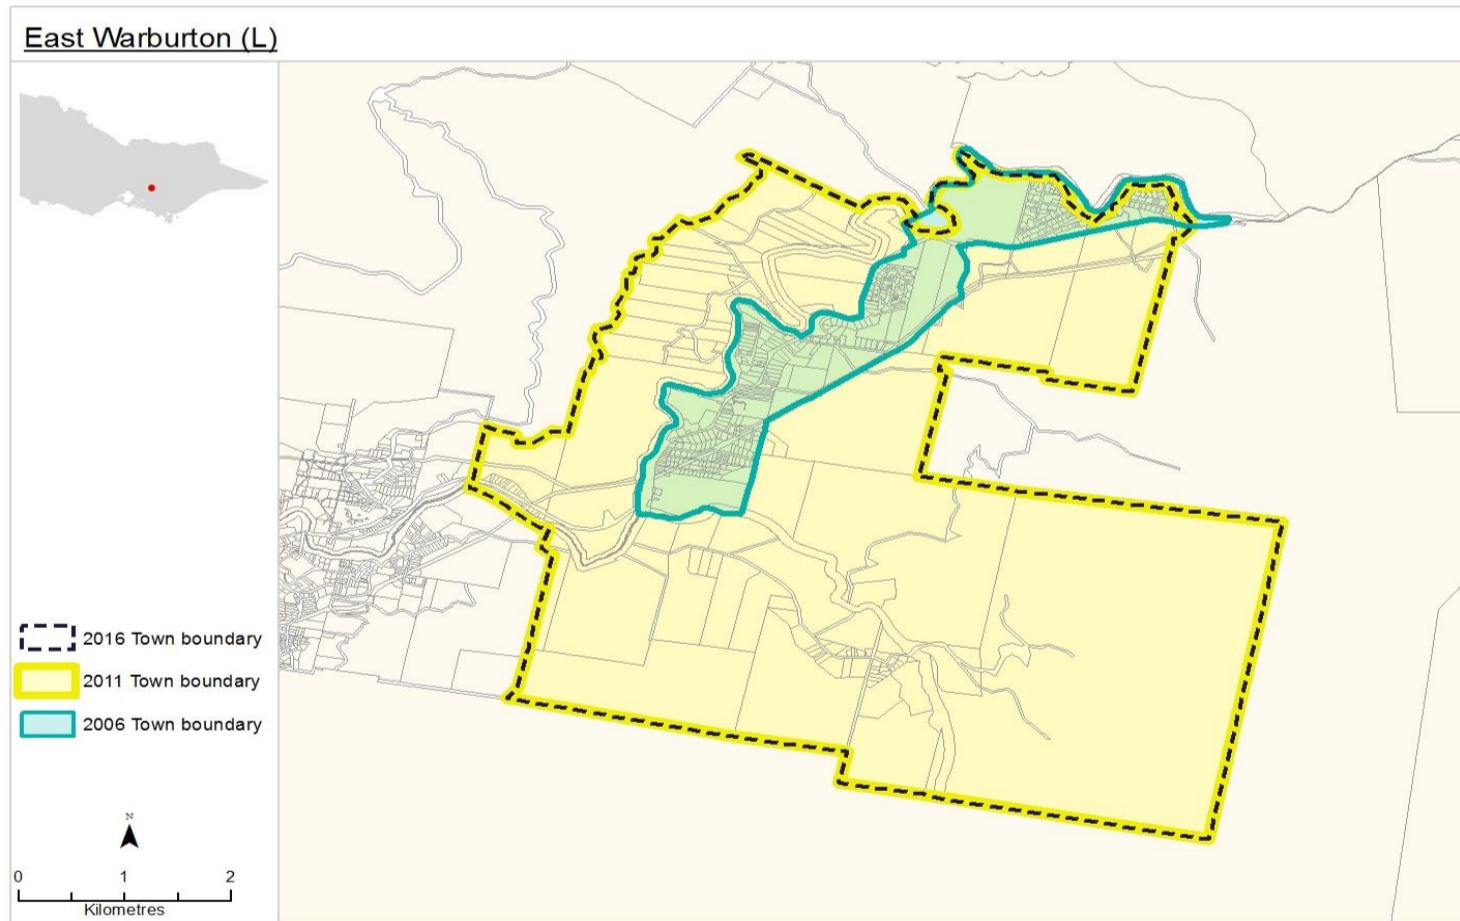 East Warburton (L)
2016 Town boundary
2011 Town boundary
2006 Town boundary
N
0 1 2
Kilometres